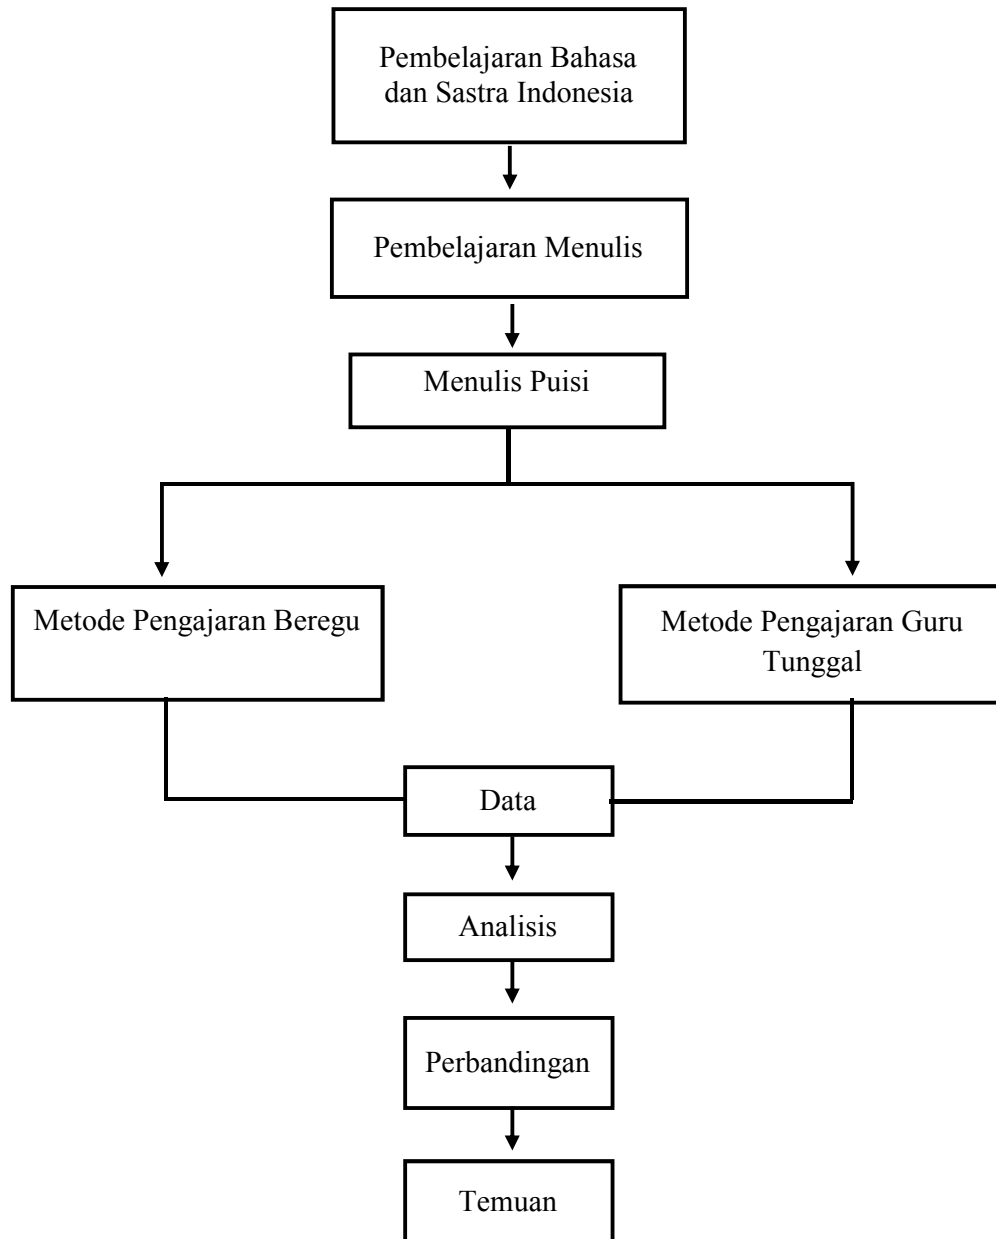 Pembelajaran Bahasa
dan Sastra Indonesia
Pembelajaran Menulis
Menulis Puisi
Metode Pengajaran Beregu
Metode Pengajaran Guru
Tunggal
Data
Analisis
Perbandingan
Temuan